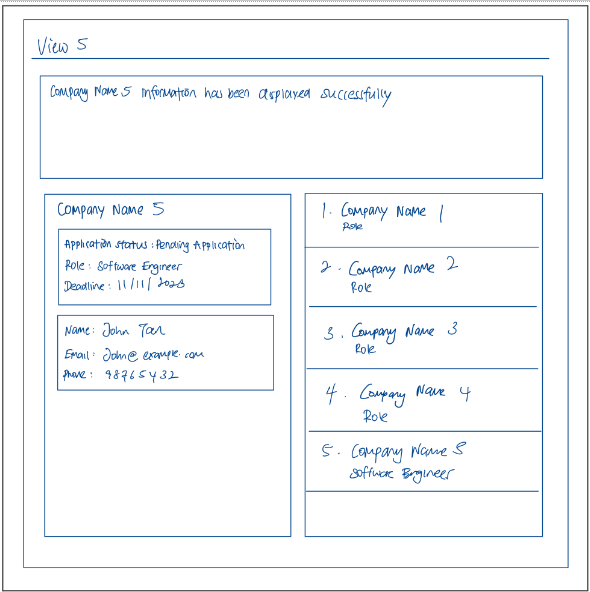 View 5
Company Name 5 information has been displayed successfully
Company Name 5
Application Status : Pending Application
Role : Software Engineer
Deadline : 11/11/2023
Name : John Tan
Email : John@example.com
Phone : 98765432
1. Company Name 1
Role
2. Company Name 2
Role
3. Company Name 3
Role
4. Company Name 4
Role
5. Company Name 5
Software Engineer